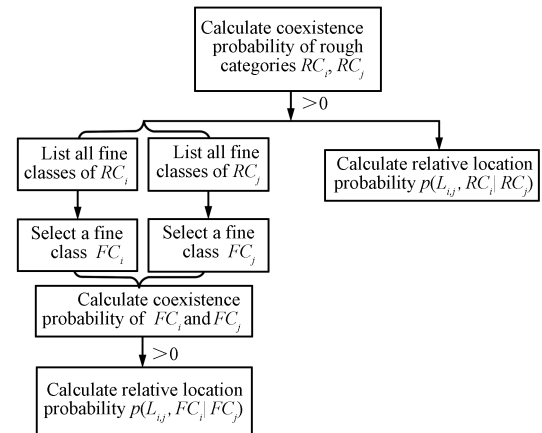 Calculate coexistence
probability of rough
categories RCᵢ, RCⱼ
>0
List all fine
classes of RCᵢ
List all fine
classes of RCⱼ
Calculate relative location
probability p(Lᵢ,ⱼ, RCᵢ| RCⱼ)
Select a fine
class FCᵢ
Select a fine
class FCⱼ
Calculate coexistence
probability of FCᵢ and FCⱼ
>0
Calculate relative location
probability p(Lᵢ,ⱼ, FCᵢ| FCⱼ)